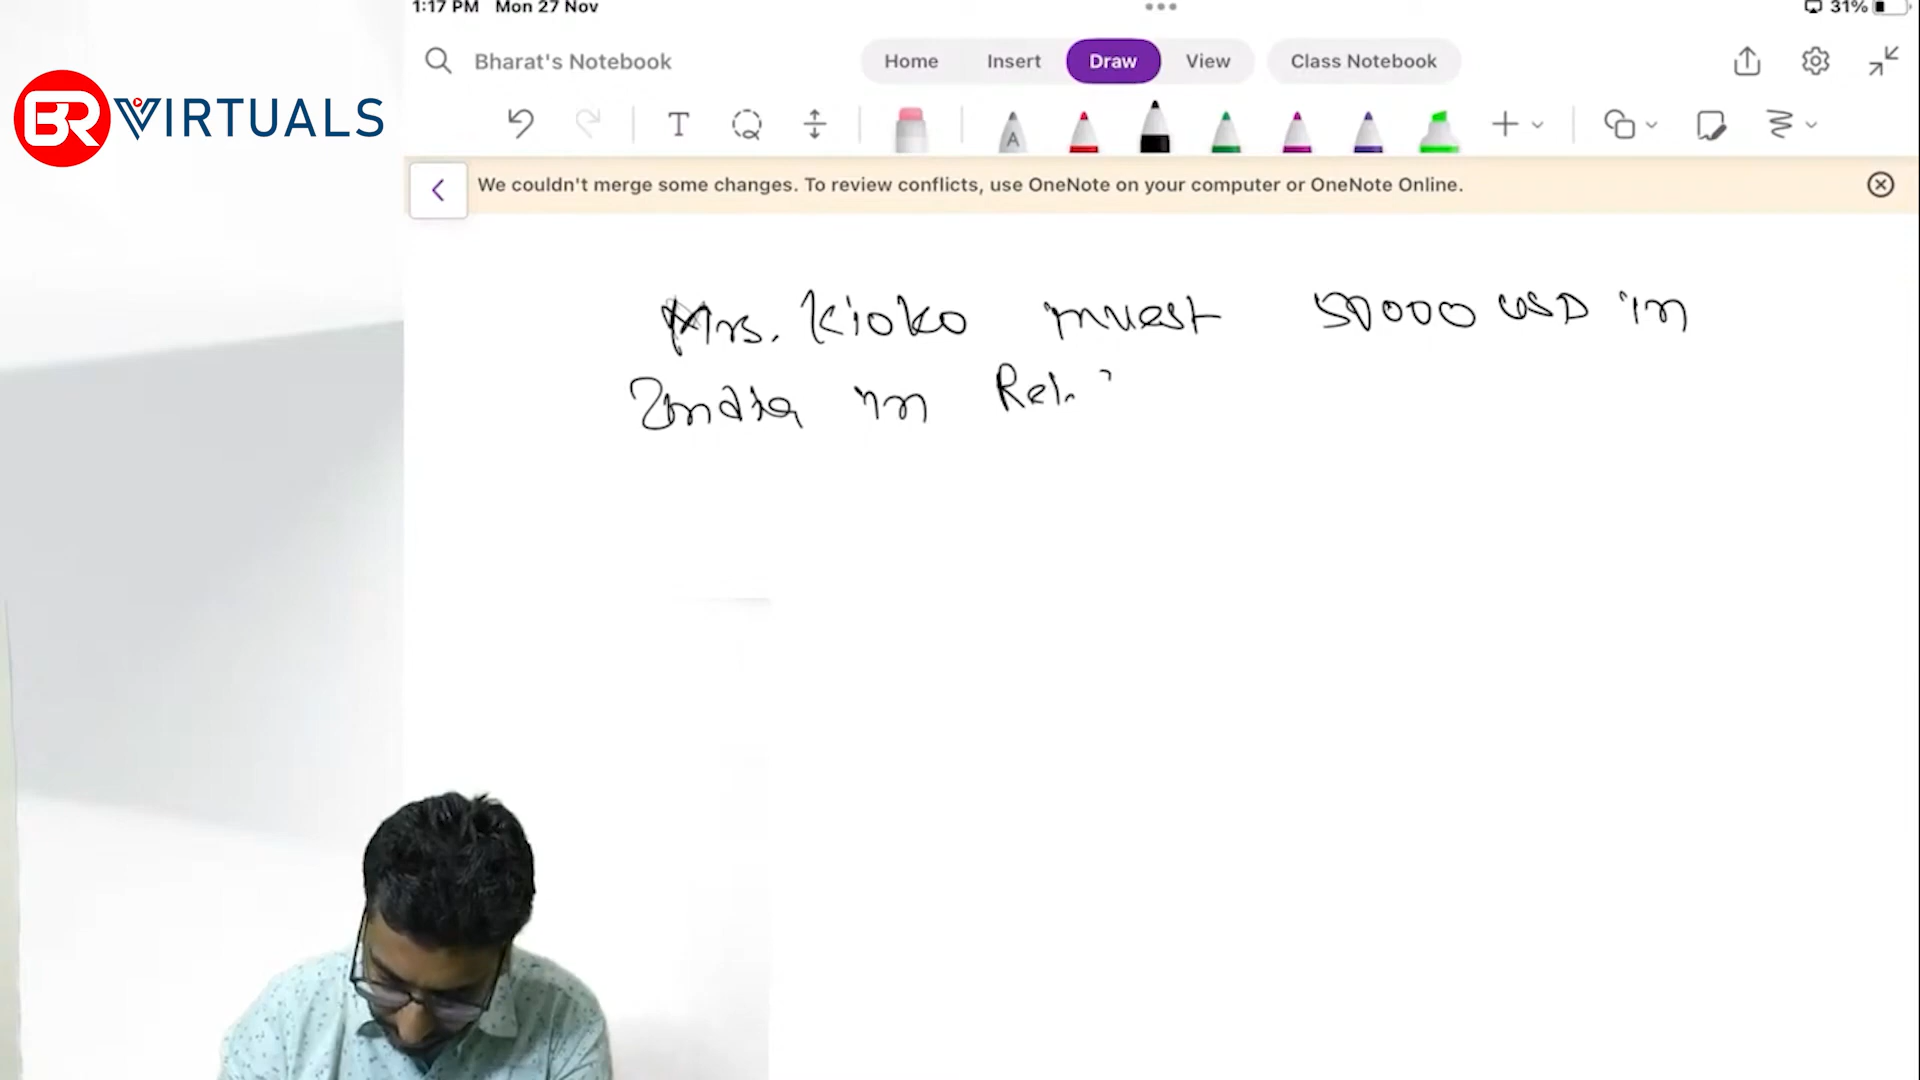 1:17 PM Mon 27 Nov
31%
BR VIRTUALS
Bharat's Notebook
Home Insert Draw View Class Notebook
T
A
We couldn't merge some changes. To review conflicts, use OneNote on your computer or OneNote Online.
Mrs. Kioko invest 50000 USD in
India in Reli